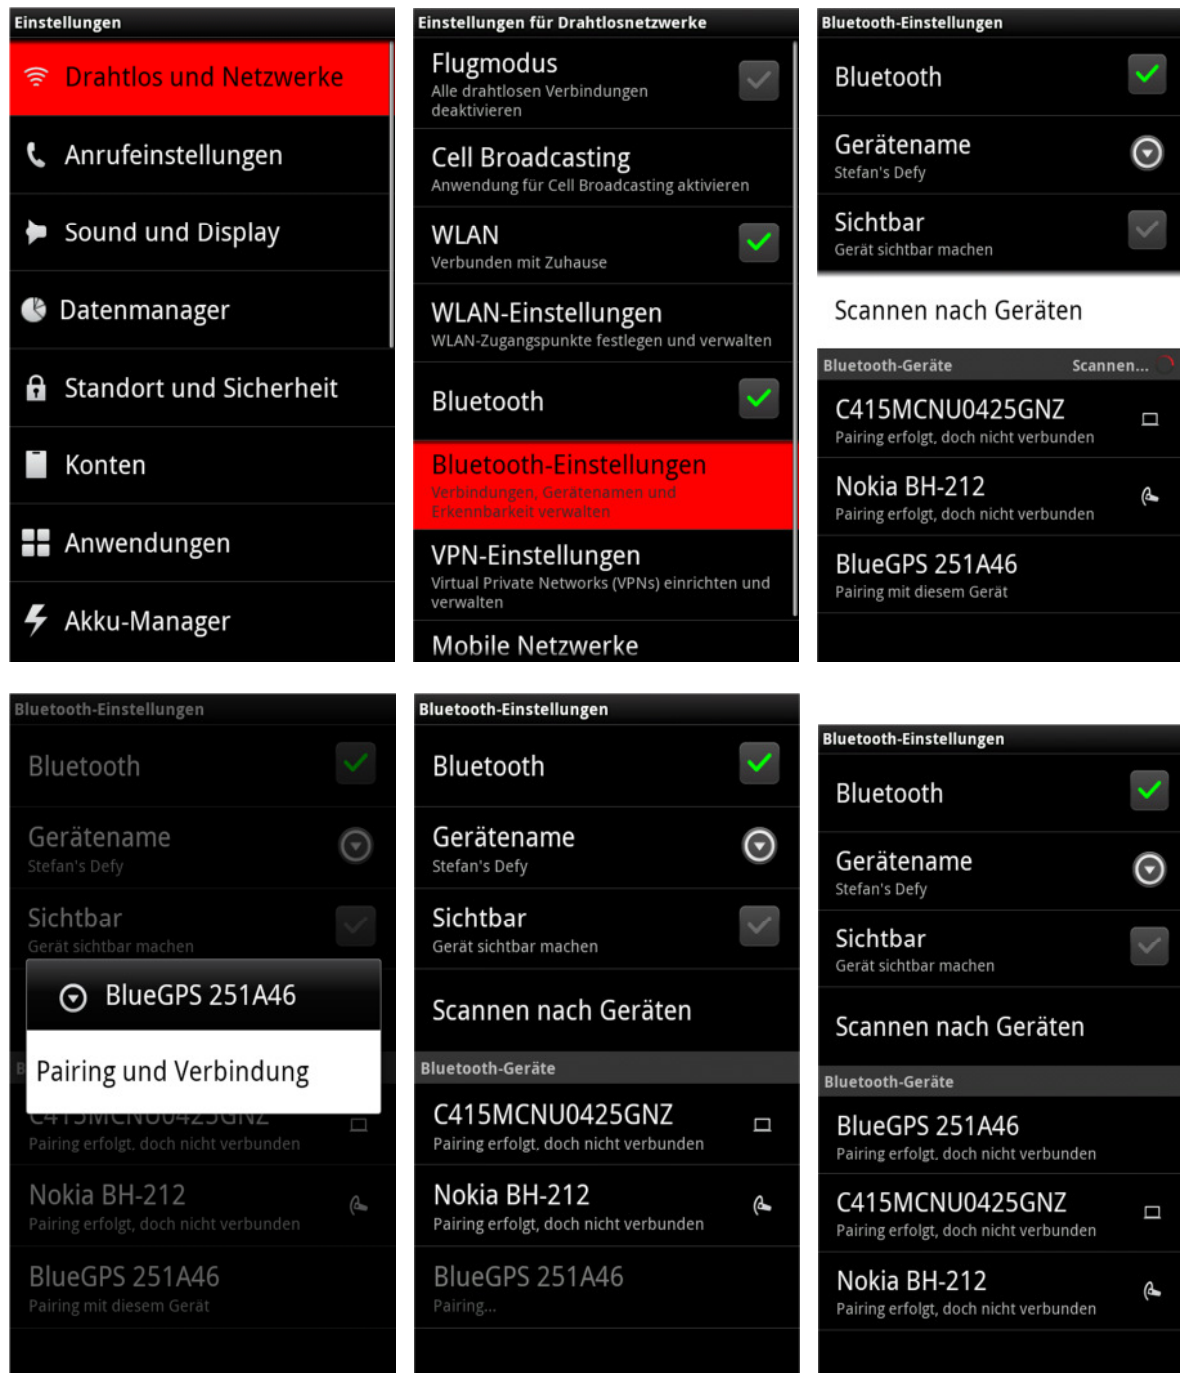 Einstellungen
Drahtlos und Netzwerke
Anrufeinstellungen
Sound und Display
Datenmanager
Standort und Sicherheit
Konten
Anwendungen
Akku-Manager
Einstellungen für Drahtlosnetzwerke
Flugmodus
Alle drahtlosen Verbindungen
deaktivieren
Cell Broadcasting
Anwendung für Cell Broadcasting aktivieren
WLAN
Verbunden mit Zuhause
WLAN-Einstellungen
WLAN-Zugangspunkte festlegen und verwalten
Bluetooth
Bluetooth-Einstellungen
Verbindungen, Gerätenamen und
Erkennbarkeit verwalten
VPN-Einstellungen
Virtual Private Networks (VPNs) einrichten und
verwalten
Mobile Netzwerke
Bluetooth-Einstellungen
Bluetooth
Gerätename
Stefan's Defy
Sichtbar
Gerät sichtbar machen
Scannen nach Geräten
Bluetooth-Geräte Scannen...
C415MCNU0425GNZ
Pairing erfolgt, doch nicht verbunden
Nokia BH-212
Pairing erfolgt, doch nicht verbunden
BlueGPS 251A46
Pairing mit diesem Gerät
Bluetooth-Einstellungen
Bluetooth
Gerätename
Stefan's Defy
Sichtbar
Gerät sichtbar machen
BlueGPS 251A46
Pairing und Verbindung
C415MCNU0425GNZ
Pairing erfolgt, doch nicht verbunden
Nokia BH-212
Pairing erfolgt, doch nicht verbunden
BlueGPS 251A46
Pairing mit diesem Gerät
Bluetooth-Einstellungen
Bluetooth
Gerätename
Stefan's Defy
Sichtbar
Gerät sichtbar machen
Scannen nach Geräten
Bluetooth-Geräte
C415MCNU0425GNZ
Pairing erfolgt, doch nicht verbunden
Nokia BH-212
Pairing erfolgt, doch nicht verbunden
BlueGPS 251A46
Pairing...
Bluetooth-Einstellungen
Bluetooth
Gerätename
Stefan's Defy
Sichtbar
Gerät sichtbar machen
Scannen nach Geräten
Bluetooth-Geräte
BlueGPS 251A46
Pairing erfolgt, doch nicht verbunden
C415MCNU0425GNZ
Pairing erfolgt, doch nicht verbunden
Nokia BH-212
Pairing erfolgt, doch nicht verbunden